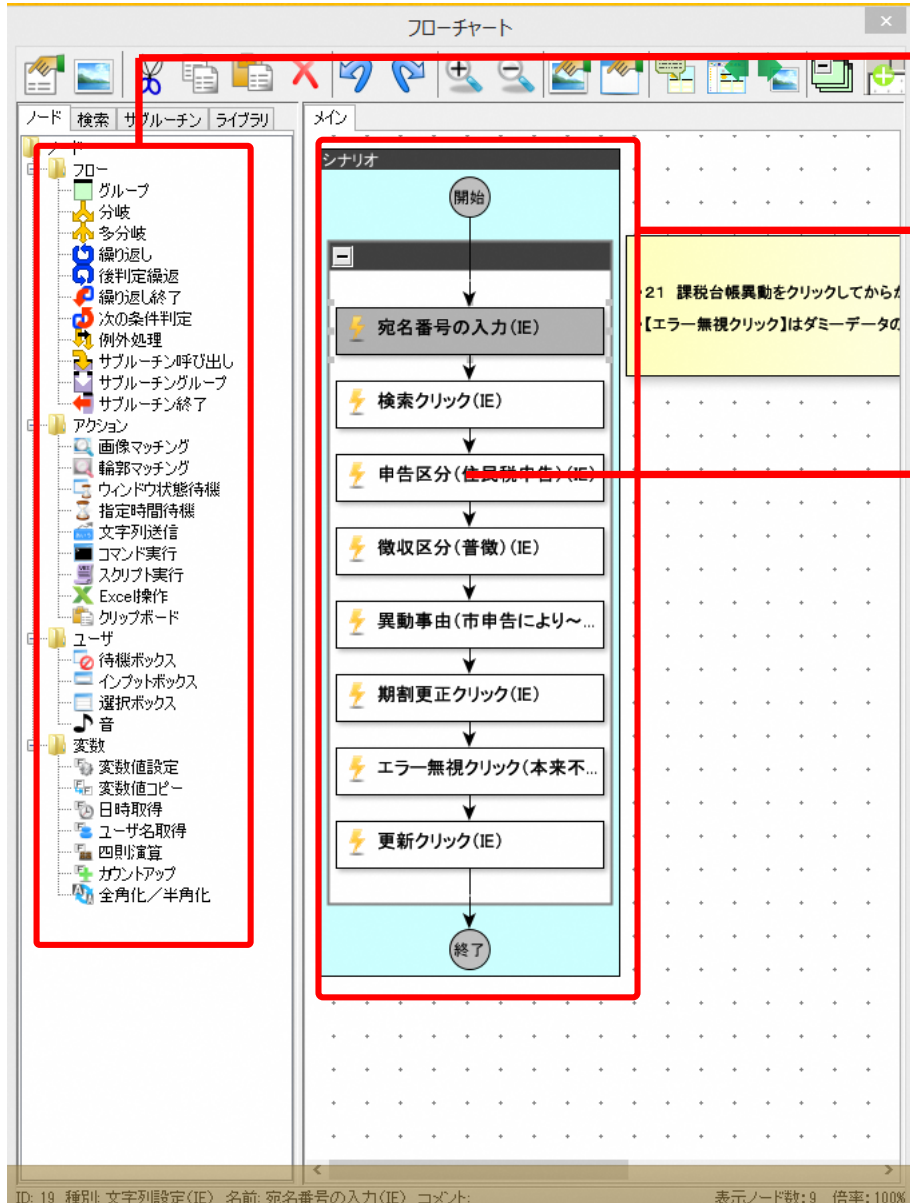 フローチャート
ノード 検索 サブルーチン ライブラリ
ノード
フロー
グループ
分岐
多分岐
繰り返し
後判定繰返
繰り返し終了
次の条件判定
例外処理
サブルーチン呼び出し
サブルーチングループ
サブルーチン終了
アクション
画像マッチング
輪郭マッチング
ウィンドウ状態待機
指定時間待機
文字列送信
コマンド実行
スクリプト実行
Excel操作
クリップボード
ユーザ
待機ボックス
インプットボックス
選択ボックス
音
変数
変数値設定
変数値コピー
日時取得
ユーザ名取得
四則演算
カウントアップ
全角化/半角化
メイン
シナリオ
開始
宛名番号の入力(IE)
検索クリック(IE)
申告区分(住民税申告)(IE)
徴収区分(普徴)(IE)
異動事由(市申告により~...
期割更正クリック(IE)
エラー無視クリック(本来不...
更新クリック(IE)
終了
・21 課税台帳異動をクリックしてから
・【エラー無視クリック】はダミーデータの
ID: 19 種別: 文字列設定(IE) 名前: 宛名番号の入力(IE) コメント: 表示ノード数:9 倍率:100%